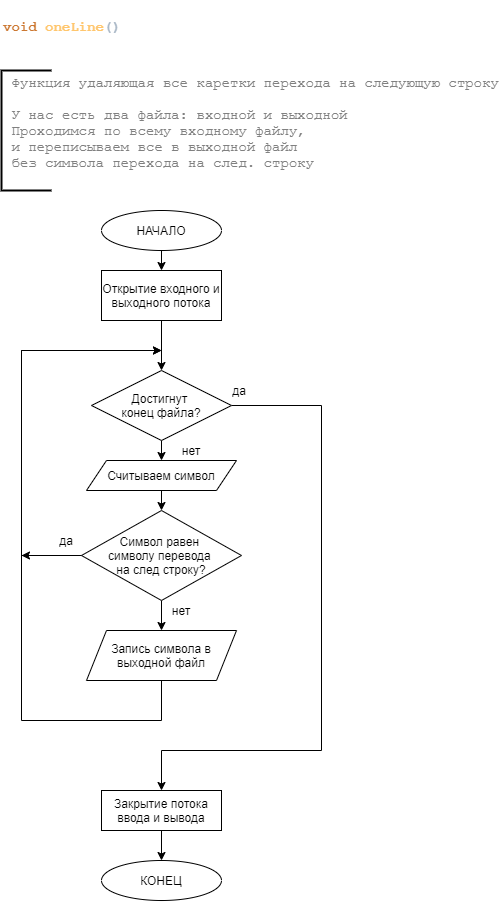 void oneLine()
Функция удаляющая все каретки перехода на следующую строку
У нас есть два файла: входной и выходной
Проходимся по всему входному файлу,
и переписываем все в выходной файл
без символа перехода на след. строку
НАЧАЛО
Открытие входного и
выходного потока
Достигнут
конец файла?
да
нет
Считываем символ
Символ равен
символу перевода
на след строку?
да
нет
Запись символа в
выходной файл
Закрытие потока
ввода и вывода
КОНЕЦ